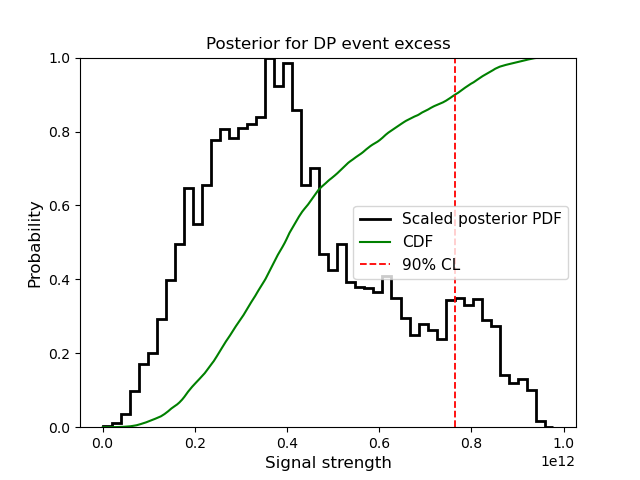 Posterior for DP event excess
Probability
1.0
0.8
0.6
0.4
0.2
0.0
Scaled posterior PDF
CDF
90% CL
0.0 0.2 0.4 0.6 0.8 1.0
1e12
Signal strength